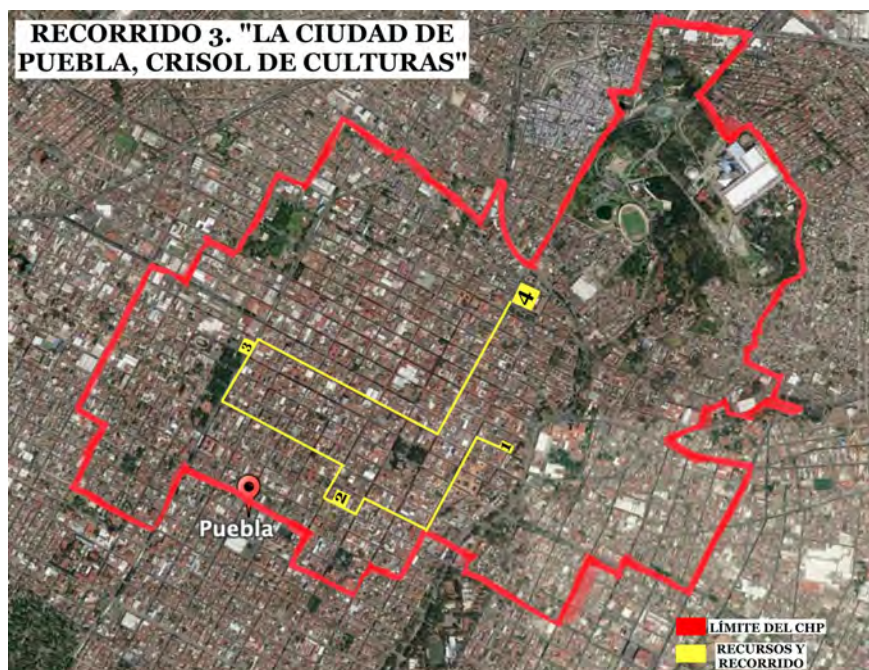 RECORRIDO 3. "LA CIUDAD DE
PUEBLA, CRISOL DE CULTURAS"
4
3
1
2
Puebla
LÍMITE DEL CHP
RECURSOS Y
RECORRIDO